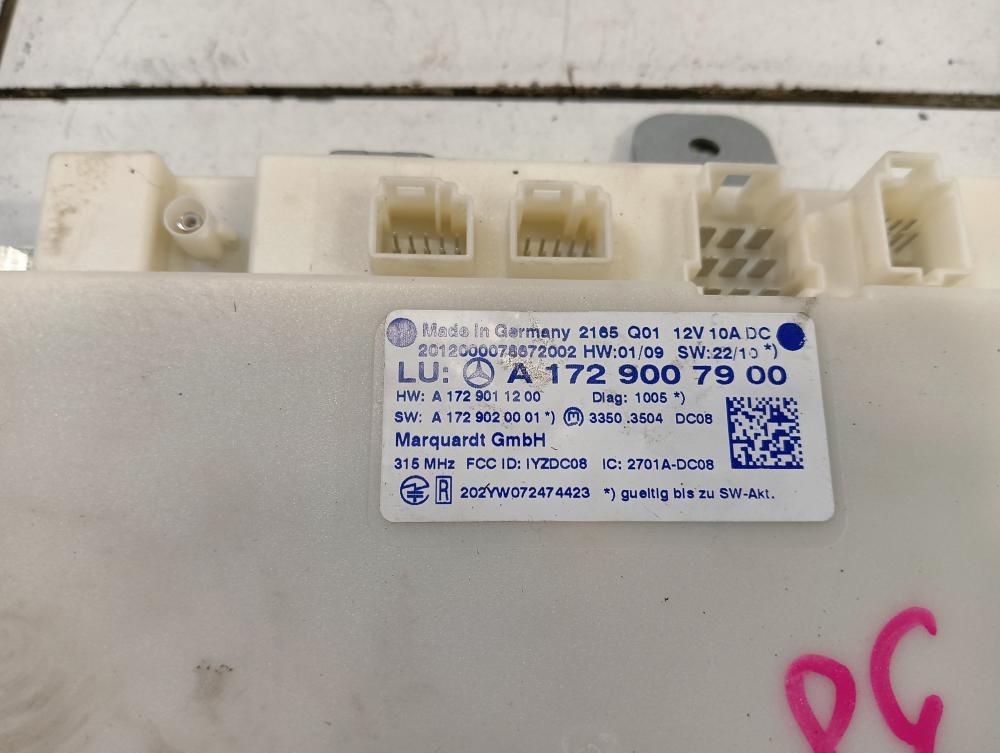 Made in Germany 2165 Q01 12V 10A DC
2012000078672002 HW:01/09 SW:22/10 *)
LU: A 172 900 79 00
HW: A 172 901 12 00 Diag: 1005 *)
SW: A 172 902 00 01 *) m 3350.3504 DC08
Marquardt GmbH
315 MHz FCC ID: IYZDC08 IC: 2701A-DC08
R 202YW072474423 *) gueltig bis zu SW-Akt.